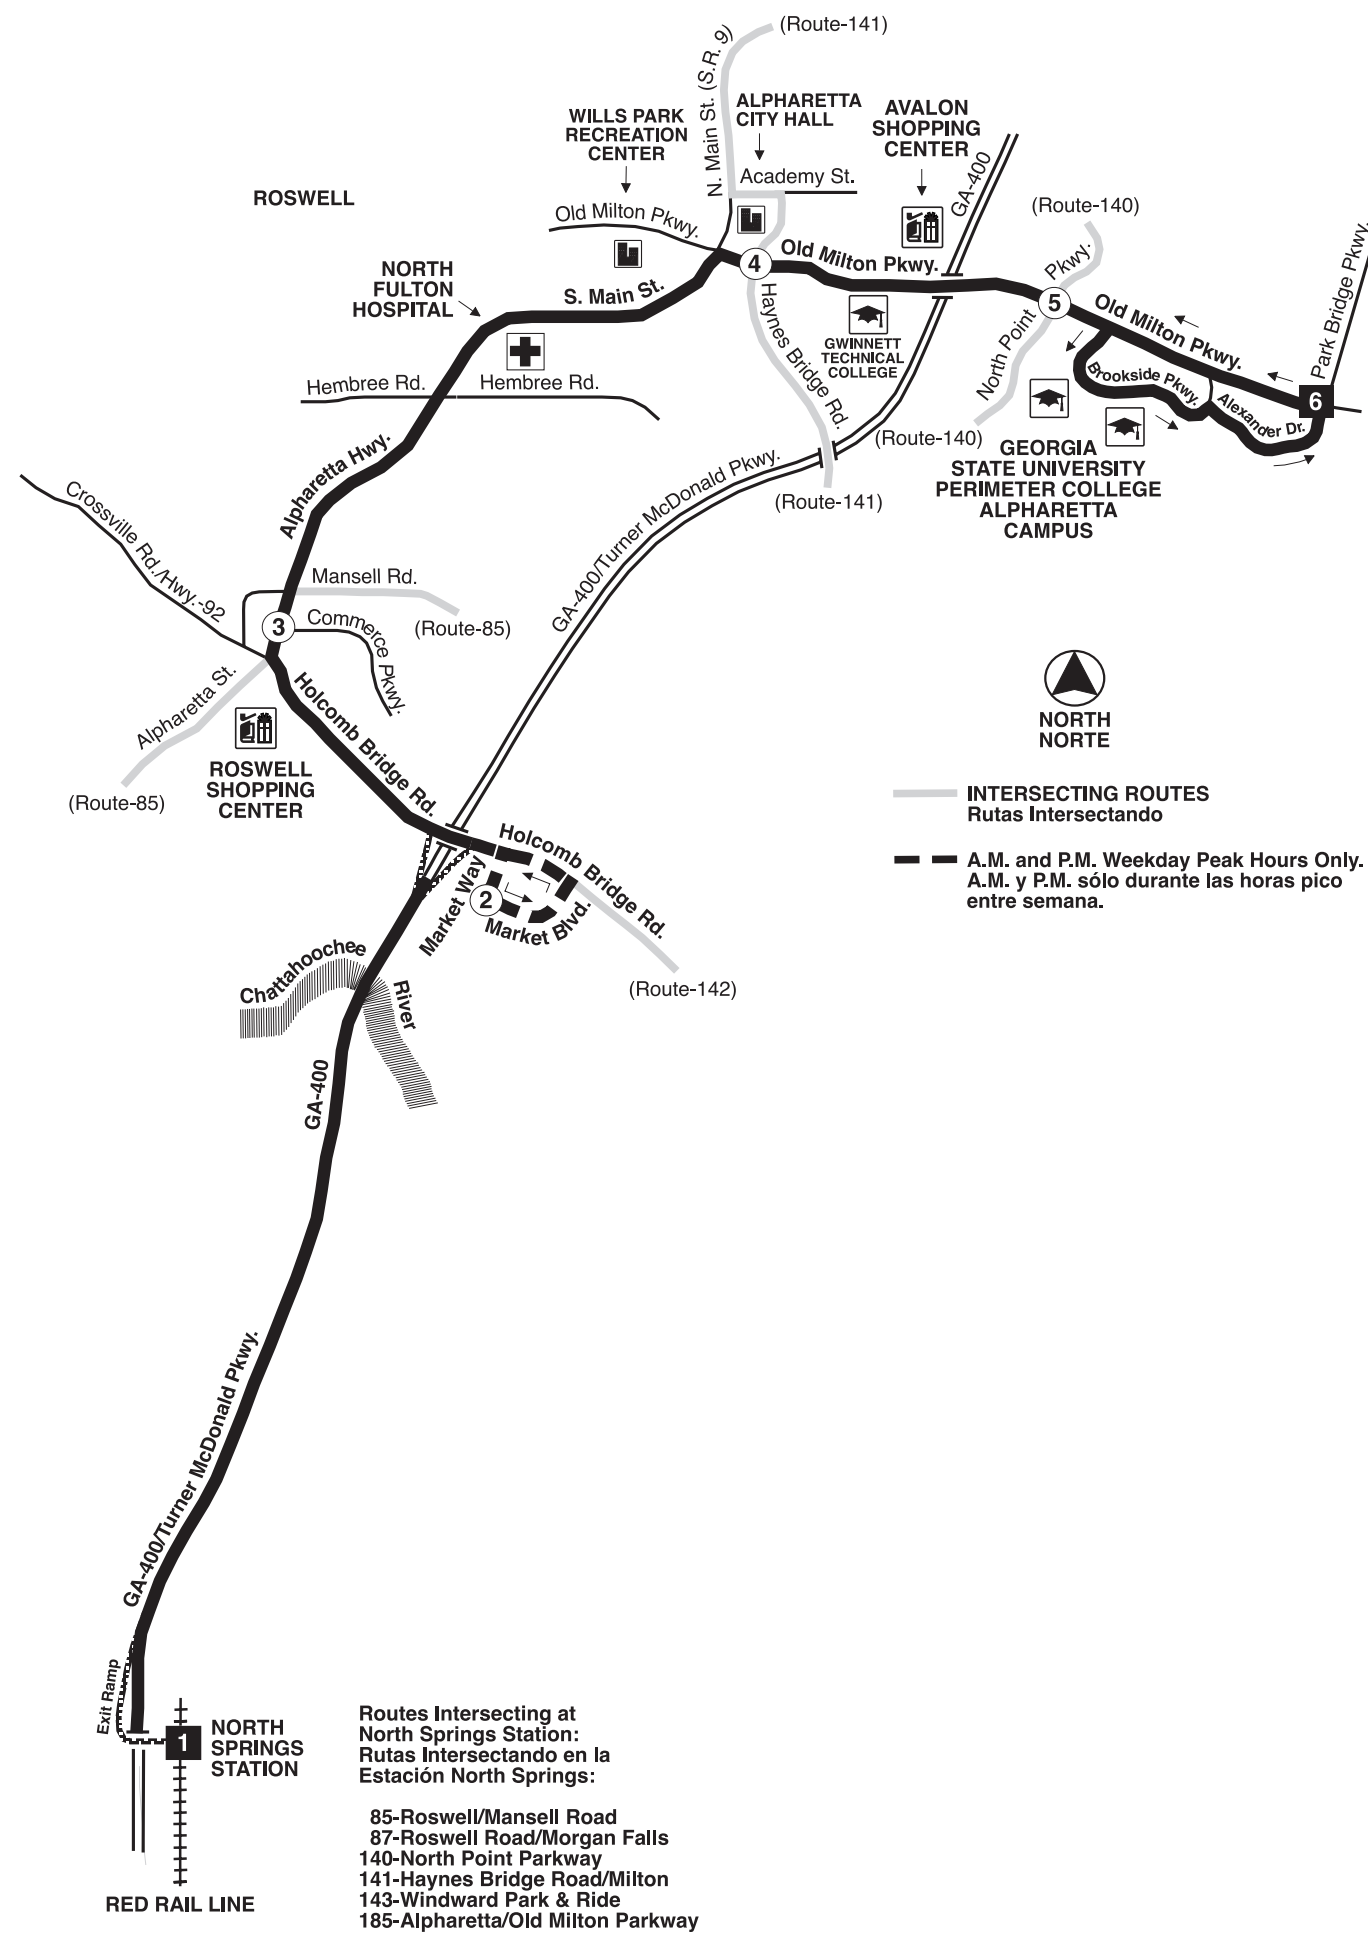 (Route-141)
N. Main St. (S.R. 9)
WILLS PARK
RECREATION
CENTER
ALPHARETTA
CITY HALL
AVALON
SHOPPING
CENTER
GA-400
Academy St.
ROSWELL
Old Milton Pkwy.
(Route-140)
Pkwy.
Park Bridge Pkwy.
NORTH
FULTON
HOSPITAL
S. Main St.
4
Old Milton Pkwy.
5
Old Milton Pkwy.
Haynes Bridge Rd.
GWINNETT
TECHNICAL
COLLEGE
North Point
Brookside Pkwy.
Alexander Dr.
6
Hembree Rd.
Hembree Rd.
(Route-140)
GEORGIA
STATE UNIVERSITY
PERIMETER COLLEGE
ALPHARETTA
CAMPUS
Alpharetta Hwy.
GA-400/Turner McDonald Pkwy.
(Route-141)
Crossville Rd./Hwy.-92
Mansell Rd.
(Route-85)
3
Commerce Pkwy.
Alpharetta St.
Holcomb Bridge Rd.
(Route-85)
ROSWELL
SHOPPING
CENTER
NORTH
NORTE
INTERSECTING ROUTES
Rutas Intersectando
A.M. and P.M. Weekday Peak Hours Only.
A.M. y P.M. sólo durante las horas pico
entre semana.
Holcomb Bridge Rd.
Market Way
2
Market Blvd.
(Route-142)
Chattahoochee
River
GA-400
GA-400/Turner McDonald Pkwy.
Exit Ramp
1
NORTH
SPRINGS
STATION
RED RAIL LINE
Routes Intersecting at
North Springs Station:
Rutas Intersectando en la
Estación North Springs:
85-Roswell/Mansell Road
87-Roswell Road/Morgan Falls
140-North Point Parkway
141-Haynes Bridge Road/Milton
143-Windward Park & Ride
185-Alpharetta/Old Milton Parkway